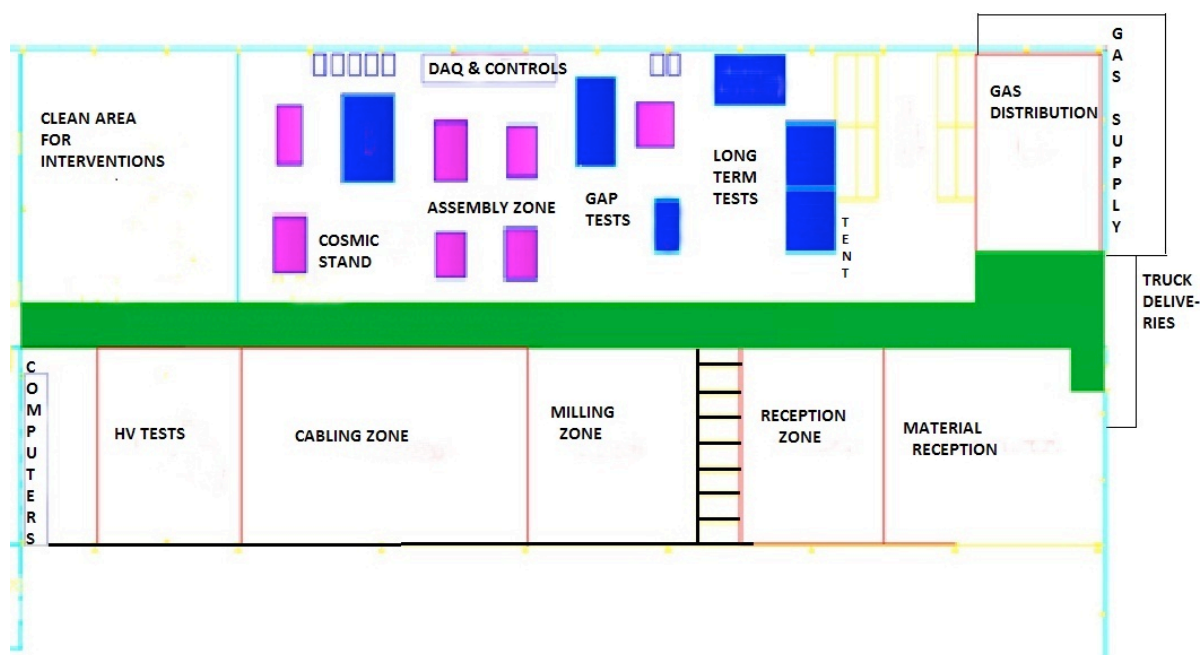 CLEAN AREA
FOR
INTERVENTIONS
DAQ & CONTROLS
COSMIC
STAND
ASSEMBLY ZONE
GAP
TESTS
LONG
TERM
TESTS
TENT
GAS
DISTRIBUTION
GAS SUPPLY
TRUCK
DELIVE-
RIES
COMPUTERS
HV TESTS
CABLING ZONE
MILLING
ZONE
RECEPTION
ZONE
MATERIAL
RECEPTION